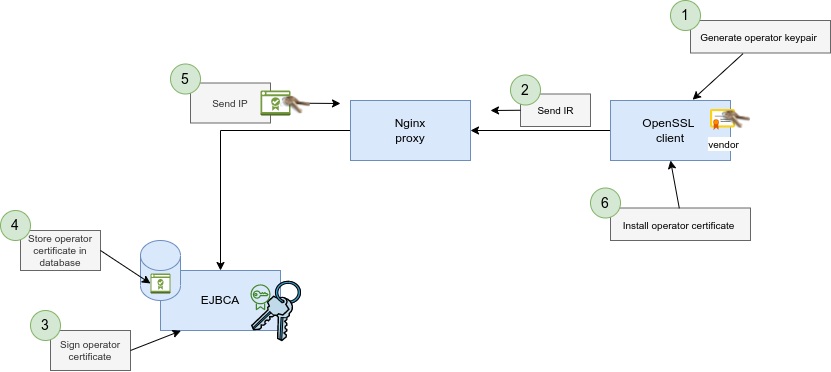 1
Generate operator keypair
5
Send IP
2
Send IR
Nginx
proxy
OpenSSL
client
vendor
6
Install operator certificate
4
Store operator
certificate in
database
EJBCA
3
Sign operator
certificate